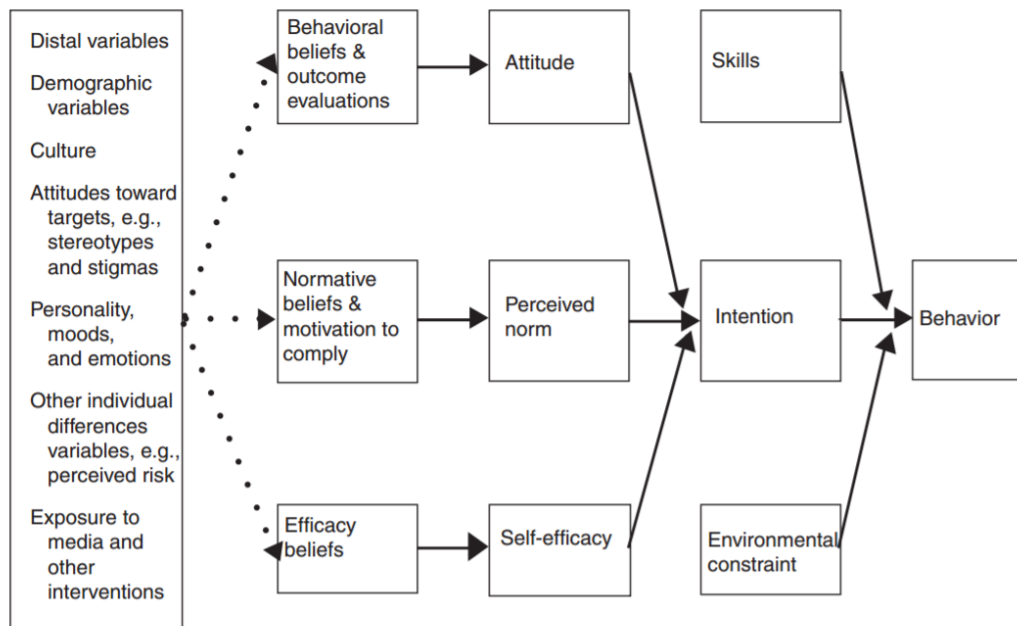 Distal variables
Demographic
variables
Culture
Attitudes toward
targets, e.g.,
stereotypes
and stigmas
Personality,
moods,
and emotions
Other individual
differences
variables, e.g.,
perceived risk
Exposure to
media and
other
interventions
Behavioral
beliefs &
outcome
evaluations
Normative
beliefs &
motivation to
comply
Efficacy
beliefs
Attitude
Perceived
norm
Self-efficacy
Skills
Intention
Environmental
constraint
Behavior